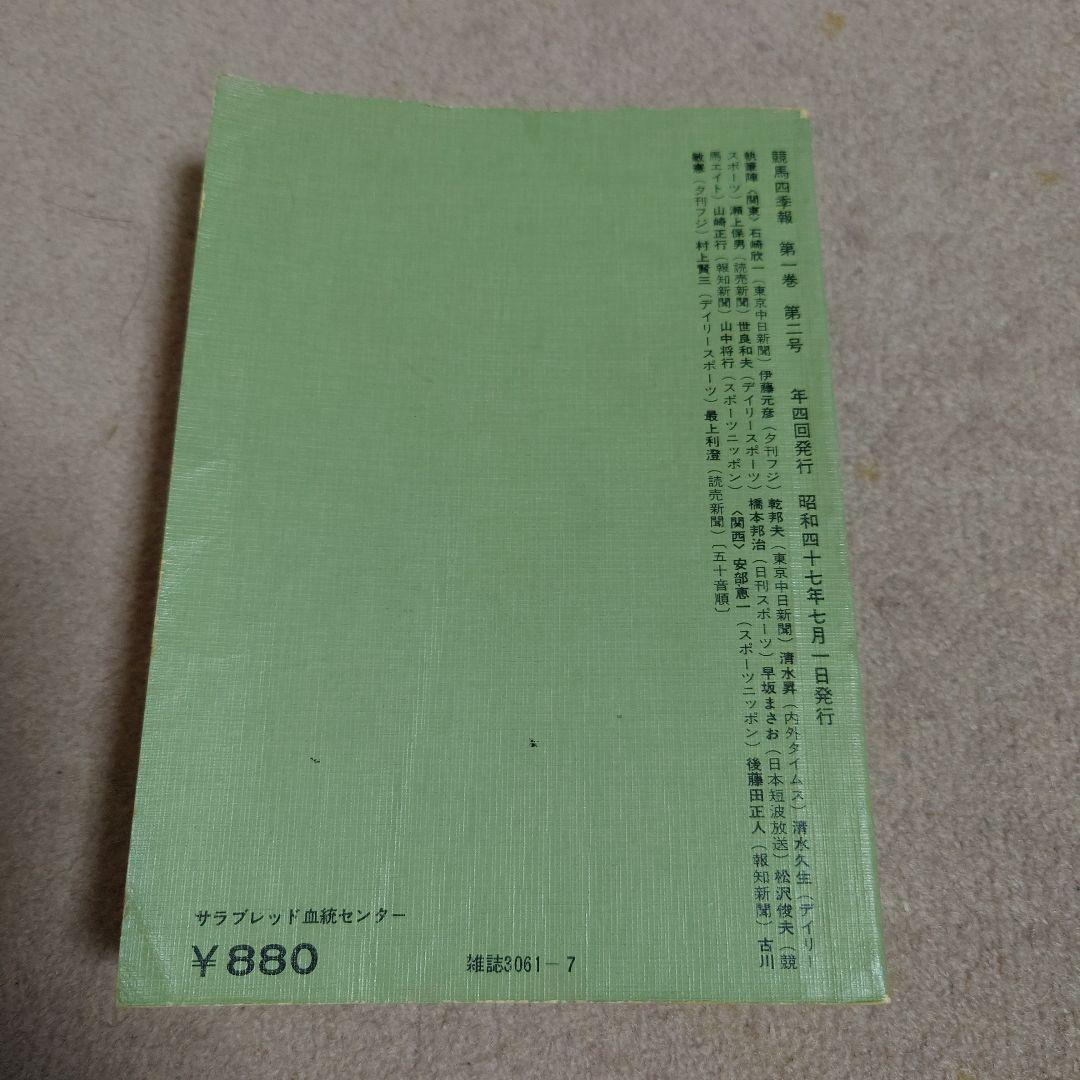 競馬四季報　第一巻　第二号　年四回発行　昭和四十七年七月一日発行
執筆陣〈関東〉石崎欣一（東京中日新聞）伊藤元彦（夕刊フジ）乾邦夫（東京中日新聞）清水昇（内外タイムス）清水久生（デイリー
スポーツ）瀬上保男（読売新聞）世良和夫（デイリースポーツ）橋本邦治（日刊スポーツ）早坂まさお（日本短波放送）松沢俊夫（競
馬エイト）山崎正行（報知新聞）山中将行（スポーツニッポン）〈関西〉安部恵一（スポーツニッポン）後藤田正人（報知新聞）古川
敏憲（夕刊フジ）村上賢三（デイリースポーツ）最上利澄（読売新聞）〔五十音順〕
サラブレッド血統センター
¥880
雑誌3061-7